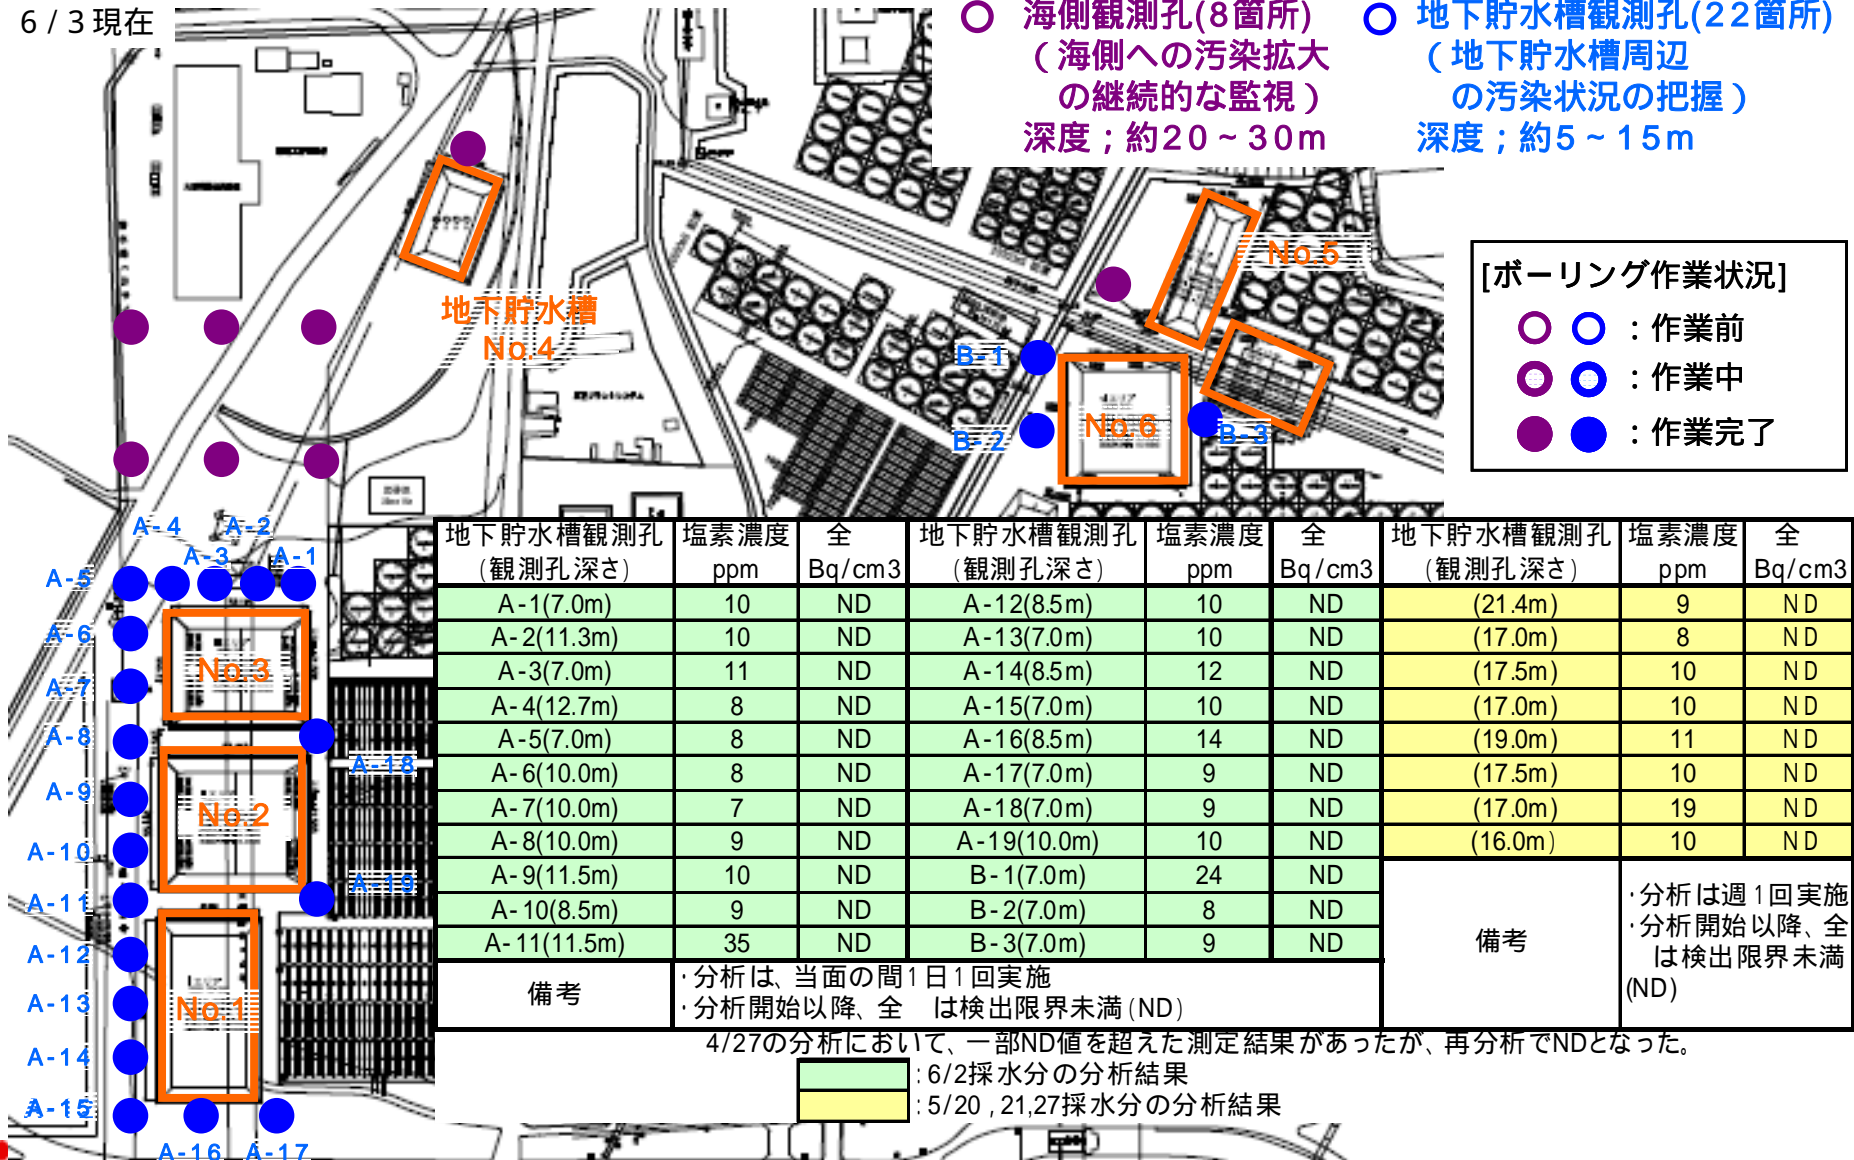 6/3現在
海側観測孔(8箇所)
(海側への汚染拡大
の継続的な監視)
深度;約20~30m
地下貯水槽観測孔(22箇所)
(地下貯水槽周辺
の汚染状況の把握)
深度;約5~15m
[ボーリング作業状況]
:作業前
:作業中
:作業完了
地下貯水槽
No.4
No.5
B-1
B-2
No.6
B-3
A-4 A-2
A-3 A-1
A-5
A-6
No.3
A-7
A-8
A-18
A-9
No.2
A-10
A-19
A-11
A-12
A-13
No.1
A-14
A-15
A-16 A-17
地下貯水槽観測孔 塩素濃度 全 地下貯水槽観測孔 塩素濃度 全 地下貯水槽観測孔 塩素濃度 全
(観測孔深さ) ppm Bq/cm3 (観測孔深さ) ppm Bq/cm3 (観測孔深さ) ppm Bq/cm3
A-1(7.0m) 10 ND A-12(8.5m) 10 ND (21.4m) 9 ND
A-2(11.3m) 10 ND A-13(7.0m) 10 ND (17.0m) 8 ND
A-3(7.0m) 11 ND A-14(8.5m) 12 ND (17.5m) 10 ND
A-4(12.7m) 8 ND A-15(7.0m) 10 ND (17.0m) 10 ND
A-5(7.0m) 8 ND A-16(8.5m) 14 ND (19.0m) 11 ND
A-6(10.0m) 8 ND A-17(7.0m) 9 ND (17.5m) 10 ND
A-7(10.0m) 7 ND A-18(7.0m) 9 ND (17.0m) 19 ND
A-8(10.0m) 9 ND A-19(10.0m) 10 ND (16.0m) 10 ND
A-9(11.5m) 10 ND B-1(7.0m) 24 ND
A-10(8.5m) 9 ND B-2(7.0m) 8 ND
A-11(11.5m) 35 ND B-3(7.0m) 9 ND
備考
・分析は、当面の間1日1回実施
・分析開始以降、全 は検出限界未満(ND)
備考
・分析は週1回実施
・分析開始以降、全
は検出限界未満
(ND)
4/27の分析において、一部ND値を超えた測定結果があったが、再分析でNDとなった。
:6/2採水分の分析結果
:5/20,21,27採水分の分析結果